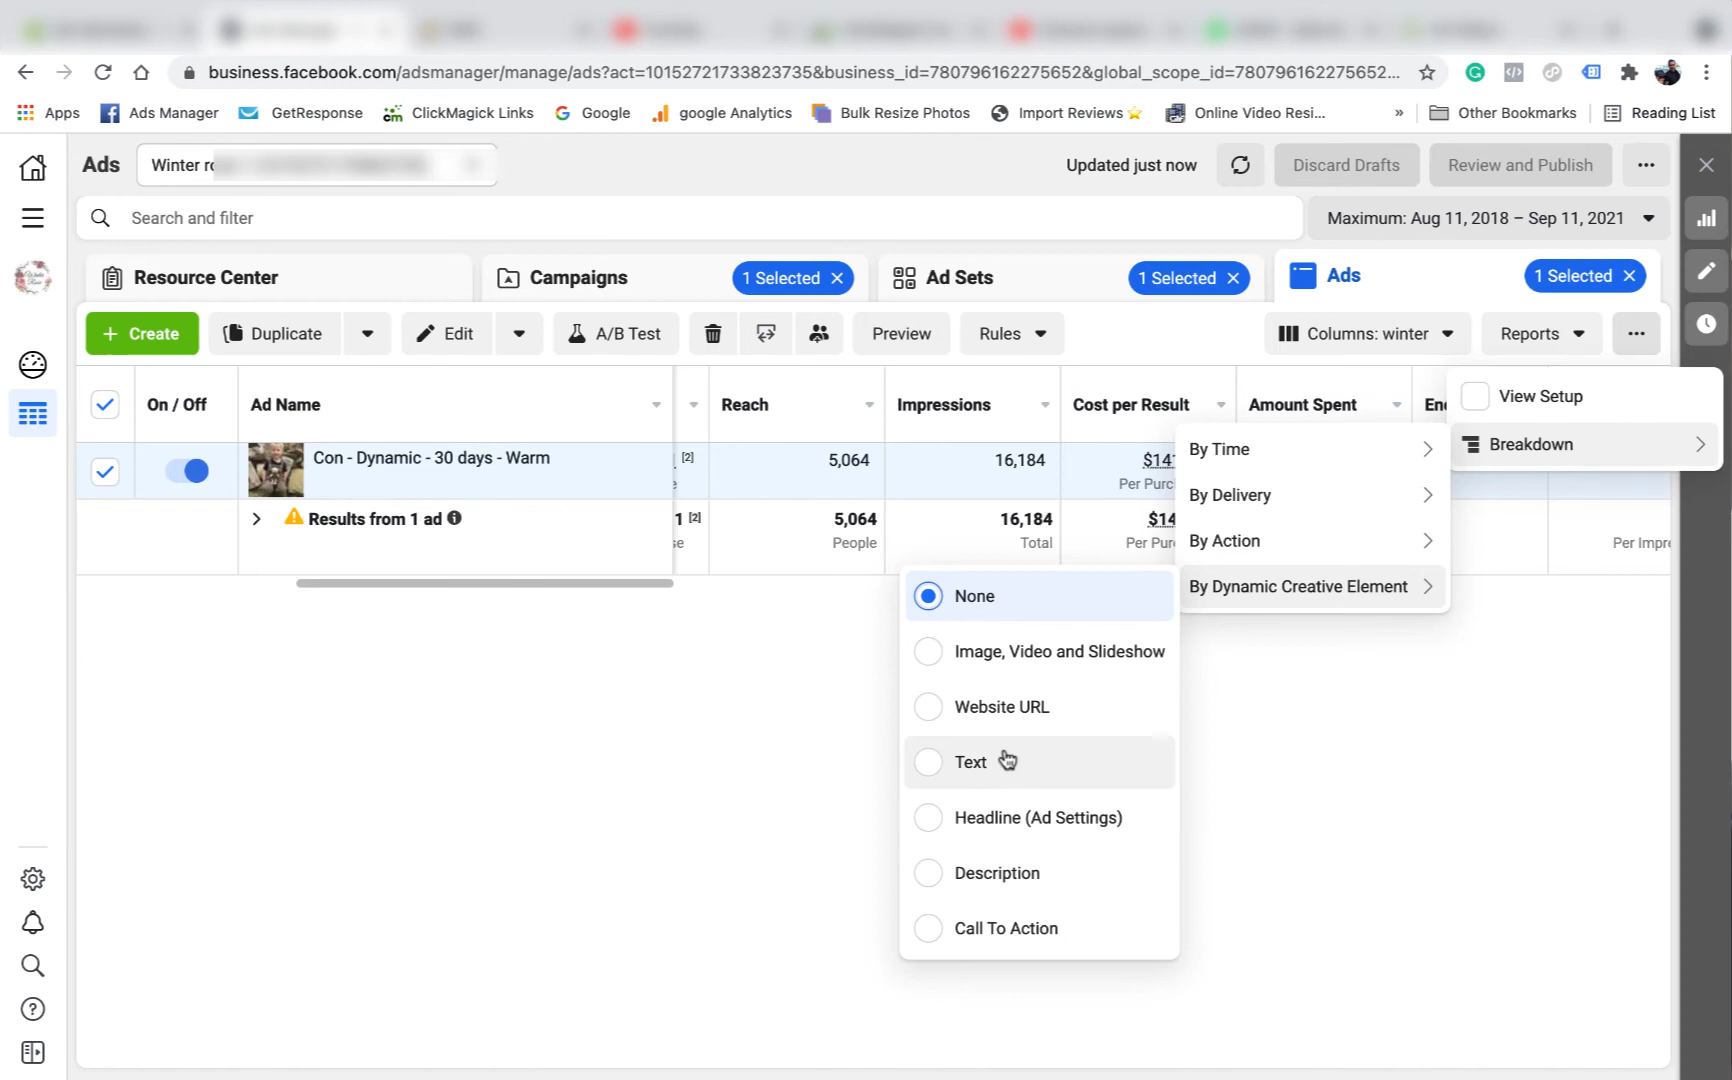 business.facebook.com/adsmanager/manage/ads?act=10152721733823735&business_id=780796162275652&global_scope_id=780796162275652...
Apps
Ads Manager
GetResponse
ClickMagick Links
Google
google Analytics
Bulk Resize Photos
Import Reviews
Online Video Resi...
»
Other Bookmarks
Reading List
Ads
Winter
Updated just now
Discard Drafts
Review and Publish
Search and filter
Maximum: Aug 11, 2018 – Sep 11, 2021
Resource Center
Campaigns
1 Selected
Ad Sets
1 Selected
Ads
1 Selected
+ Create
Duplicate
Edit
A/B Test
Preview
Rules
Columns: winter
Reports
On / Off
Ad Name
Reach
Impressions
Cost per Result
Amount Spent
View Setup
Breakdown
Con - Dynamic - 30 days - Warm
[2]
5,064
16,184
Results from 1 ad
1 [2]
5,064
People
16,184
Total
Per Impre
By Time
By Delivery
By Action
By Dynamic Creative Element
None
Image, Video and Slideshow
Website URL
Text
Headline (Ad Settings)
Description
Call To Action